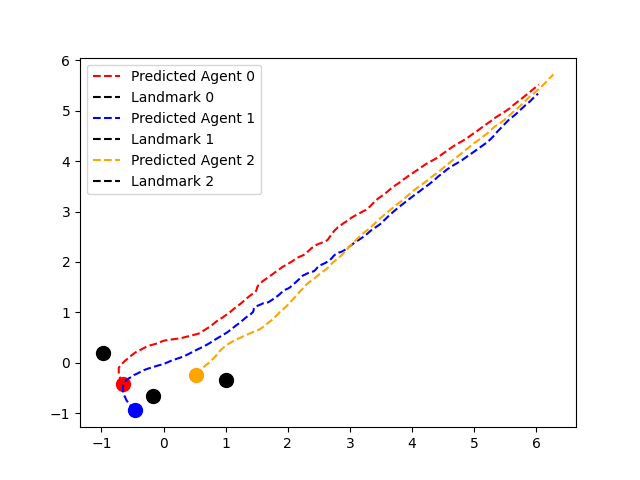 6
5
4
3
2
1
0
−1
Predicted Agent 0
Landmark 0
Predicted Agent 1
Landmark 1
Predicted Agent 2
Landmark 2
−1 0 1 2 3 4 5 6